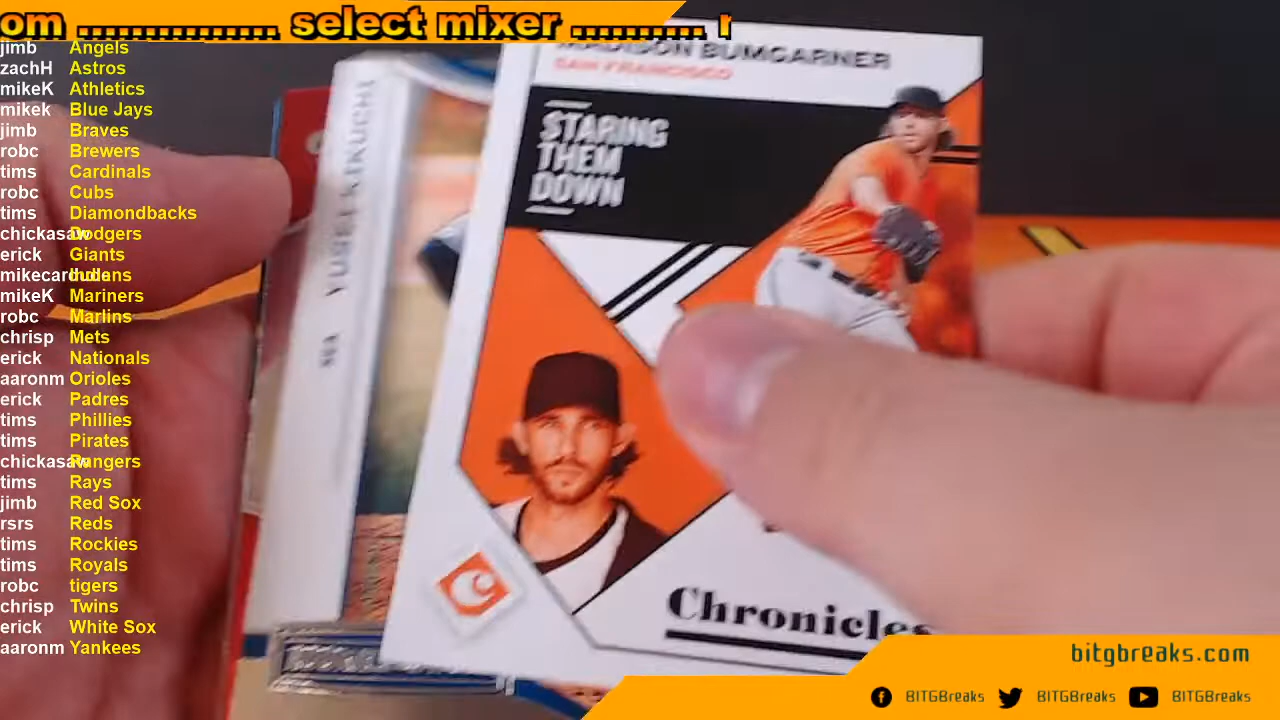 om ............... select mixer .......... r
jimb Angels
zachH Astros
mikeK Athletics
mikek Blue Jays
jimb Braves
robc Brewers
tims Cardinals
robc Cubs
tims Diamondbacks
chickasaw Dodgers
erick Giants
Indians
mikeK Mariners
robc Marlins
chrisp Mets
erick Nationals
aaronm Orioles
erick Padres
tims Phillies
tims Pirates
chickasaw Rangers
tims Rays
jimb Red Sox
rsrs Reds
tims Rockies
tims Royals
robc tigers
chrisp Twins
erick White Sox
aaronm Yankees
YUSEI KIKUCHI
MADISON BUMGARNER
SAN FRANCISCO
STARING
THEM
DOWN
C
Chronicles
bitgbreaks.com
BITGBreaks BITGBreaks BITGBreaks